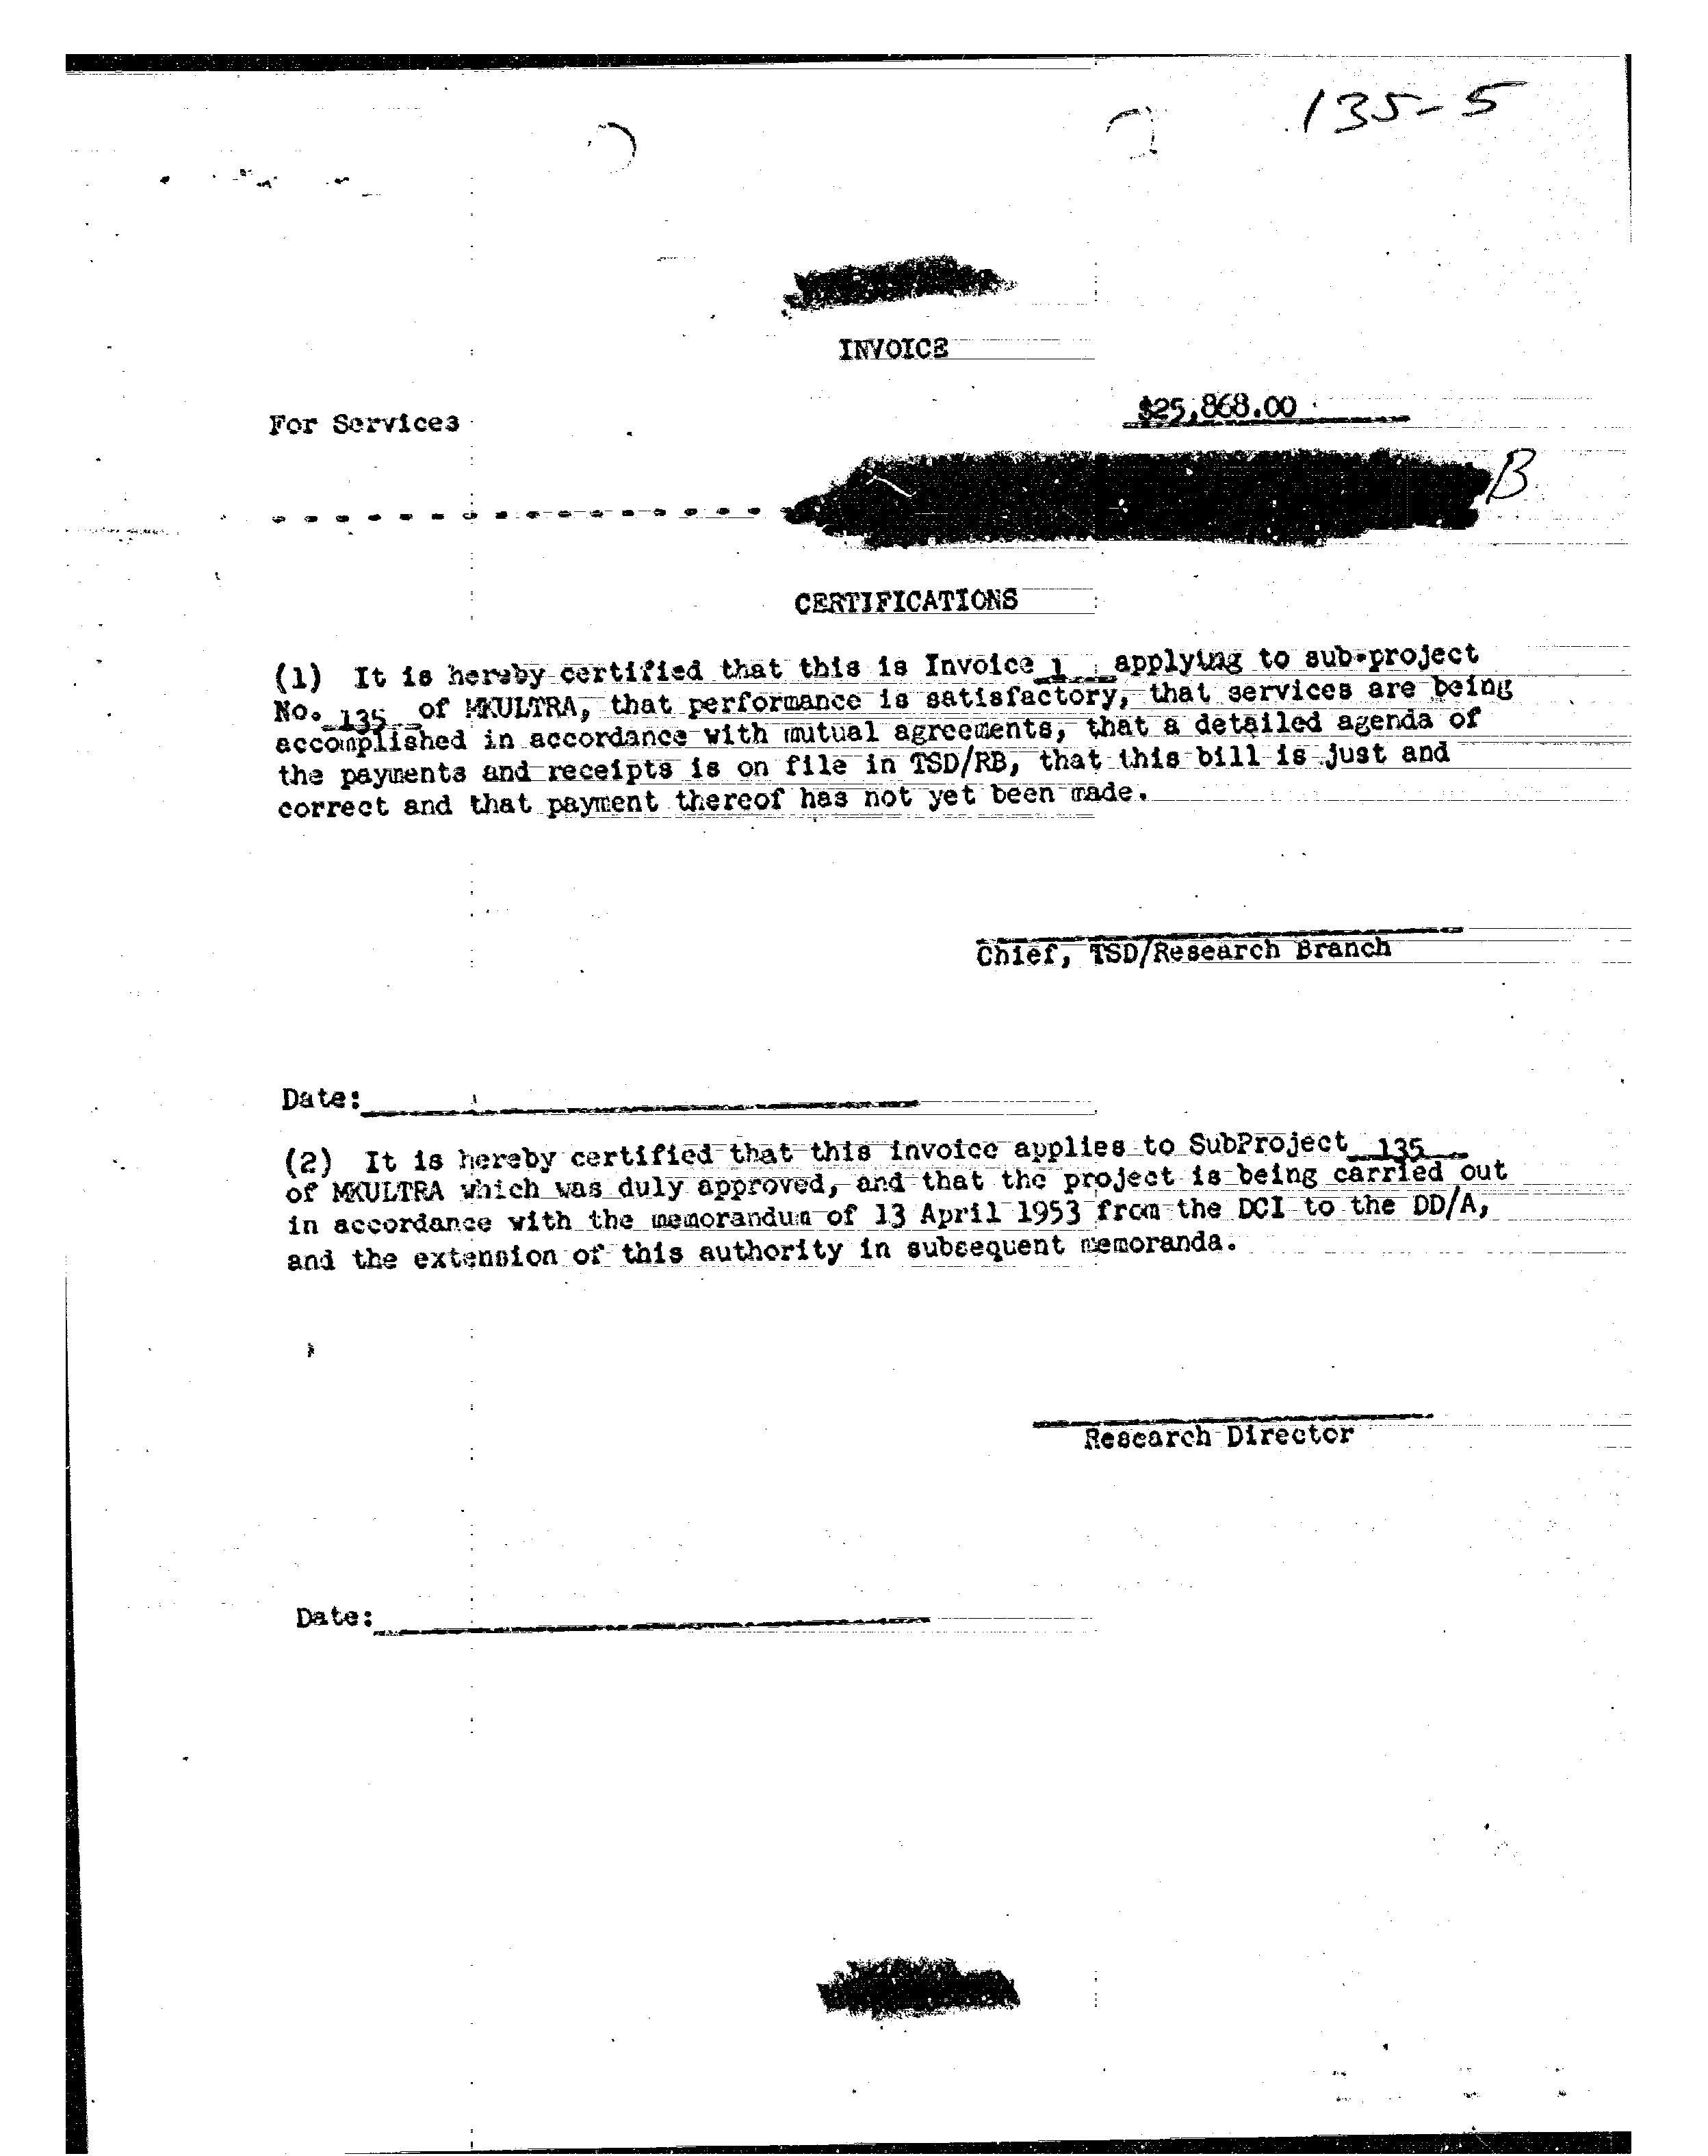 135-5
INVOICE
$25,868.00
For Services
B
CERTIFICATIONS
(1) It is hereby certified that this is Invoice 1 applying to sub-project
No. 135 of MKULTRA, that performance is satisfactory, that services are being
accomplished in accordance with mutual agreements, that a detailed agenda of
the payments and receipts is on file in TSD/RB, that this bill is just and
correct and that payment thereof has not yet been made.
Chief, TSD/Research Branch
Date:
(2) It is hereby certified that this invoice applies to SubProject 135
of MKULTRA which was duly approved, and that the project is being carried out
in accordance with the memorandum of 13 April 1953 from the DCI to the DD/A,
and the extension of this authority in subsequent memoranda.
Research Director
Date: